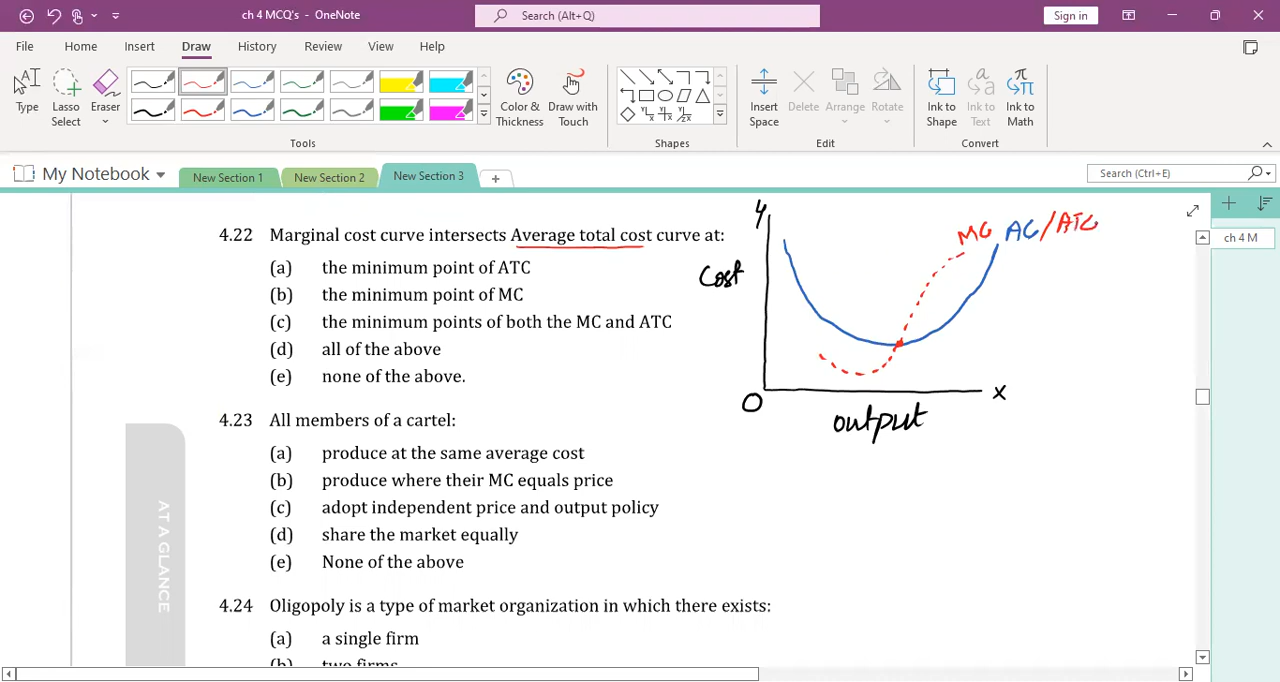 ch 4 MCQ's - OneNote
Search (Alt+Q)
Sign in
File Home Insert Draw History Review View Help
Type
Lasso Select
Eraser
Color & Thickness
Draw with Touch
Insert Space
Delete
Arrange
Rotate
Ink to Shape
Ink to Text
Ink to Math
Tools
Shapes
Edit
Convert
My Notebook
New Section 1
New Section 2
New Section 3
Search (Ctrl+E)
ch 4 M
4.22 Marginal cost curve intersects Average total cost curve at:
(a) the minimum point of ATC
(b) the minimum point of MC
(c) the minimum points of both the MC and ATC
(d) all of the above
(e) none of the above.
y
Cost
MC AC/ATC
O
x
output
4.23 All members of a cartel:
(a) produce at the same average cost
(b) produce where their MC equals price
(c) adopt independent price and output policy
(d) share the market equally
(e) None of the above
AT A GLANCE
4.24 Oligopoly is a type of market organization in which there exists:
(a) a single firm
(b) two firms